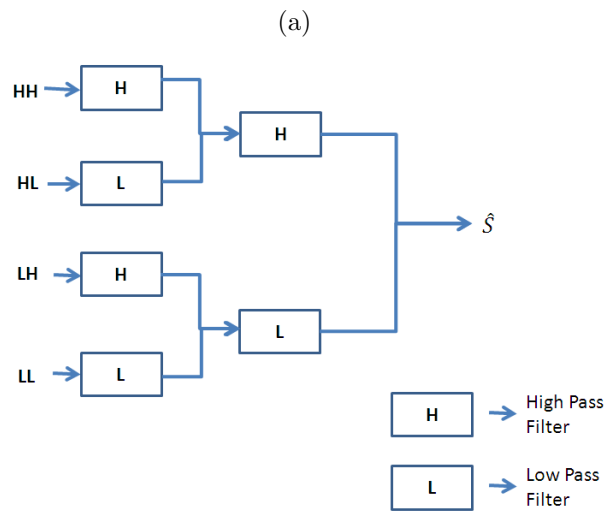 (a)
HH H
H
HL L
Ŝ
LH H
L
LL L
H High Pass
Filter
L Low Pass
Filter